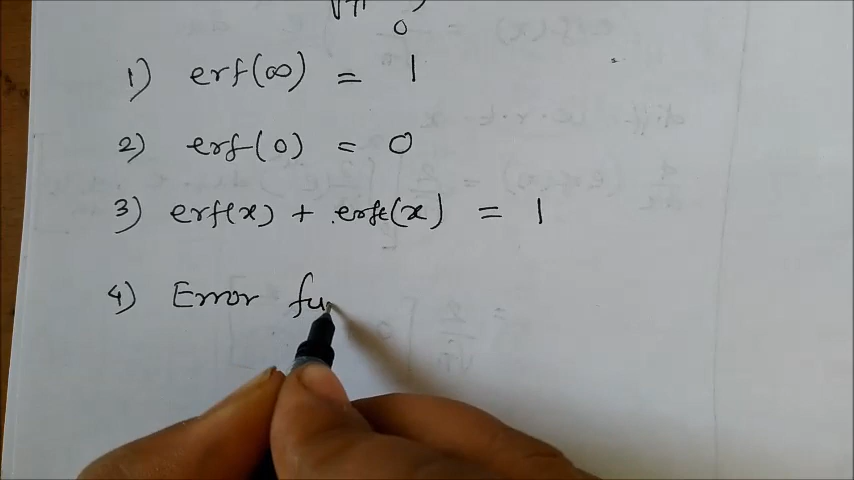 1) erf(∞) = 1
2) erf(0) = 0
3) erf(x) + erfc(x) = 1
4) Error fu